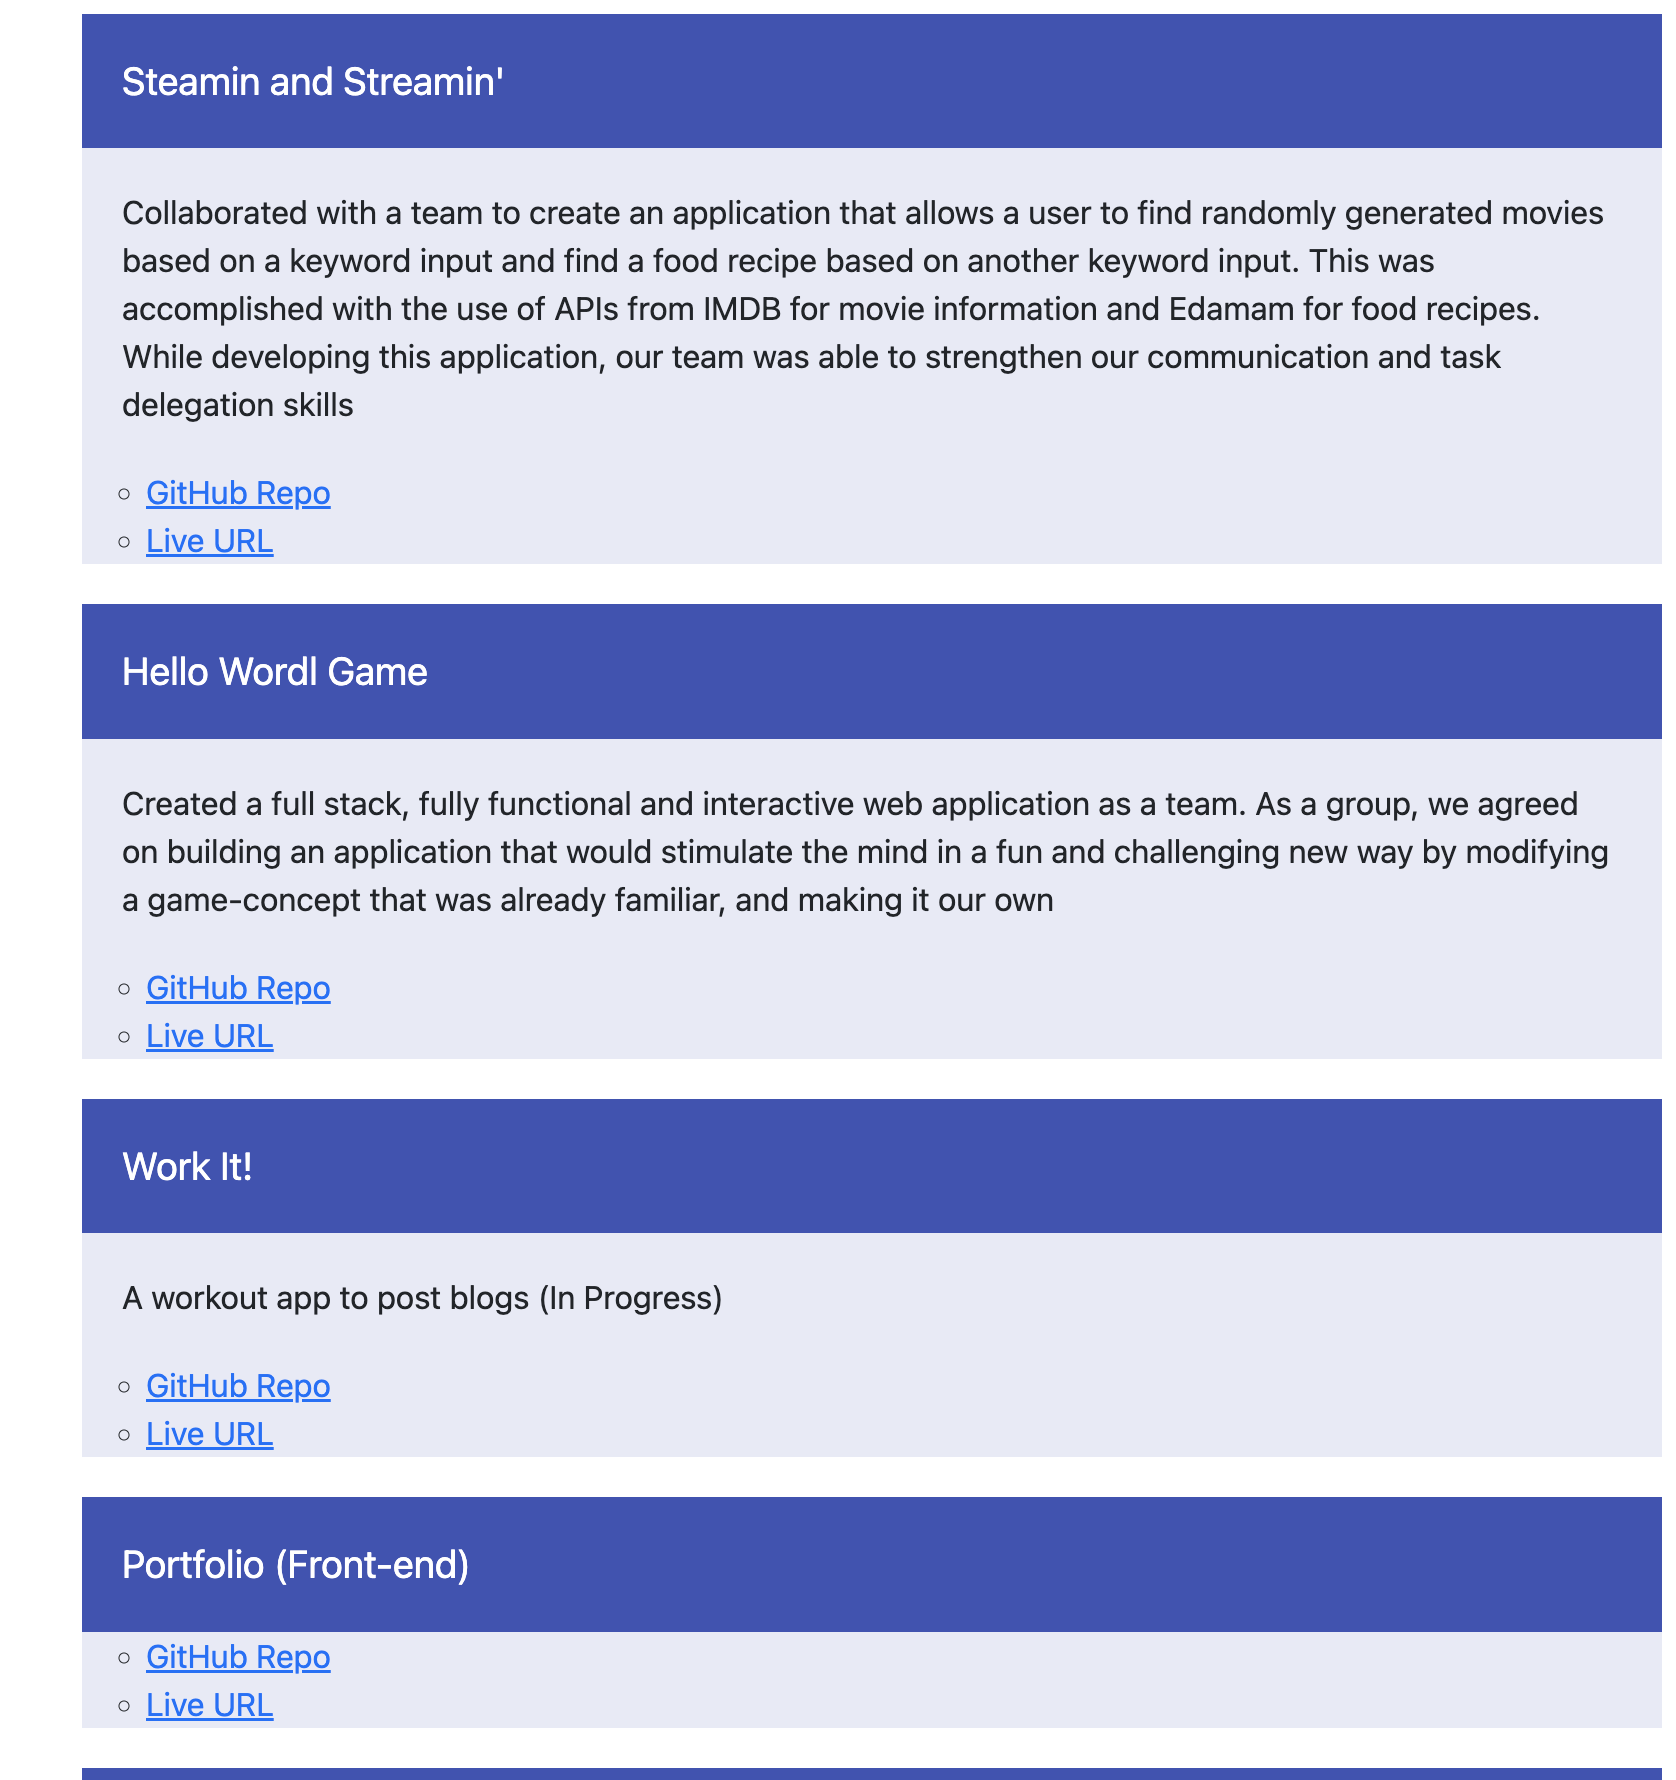 Steamin and Streamin'
Collaborated with a team to create an application that allows a user to find randomly generated movies
based on a keyword input and find a food recipe based on another keyword input. This was
accomplished with the use of APIs from IMDB for movie information and Edamam for food recipes.
While developing this application, our team was able to strengthen our communication and task
delegation skills
GitHub Repo
Live URL
Hello Wordl Game
Created a full stack, fully functional and interactive web application as a team. As a group, we agreed
on building an application that would stimulate the mind in a fun and challenging new way by modifying
a game-concept that was already familiar, and making it our own
GitHub Repo
Live URL
Work It!
A workout app to post blogs (In Progress)
GitHub Repo
Live URL
Portfolio (Front-end)
GitHub Repo
Live URL